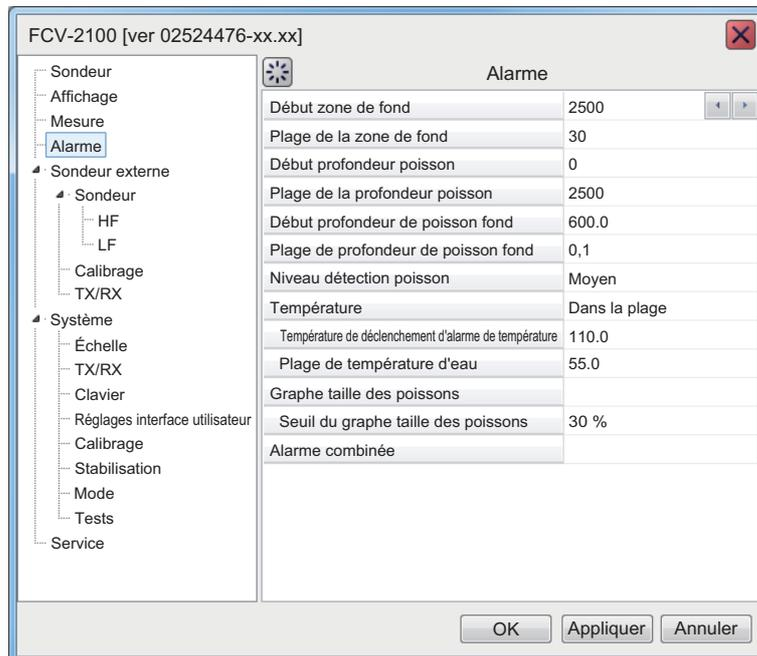 FCV-2100 [ver 02524476-xx.xx]
Sondeur
Affichage
Mesure
Alarme
Sondeur externe
Sondeur
HF
LF
Calibrage
TX/RX
Système
Échelle
TX/RX
Clavier
Réglages interface utilisateur
Calibrage
Stabilisation
Mode
Tests
Service
Alarme
Début zone de fond 2500
Plage de la zone de fond 30
Début profondeur poisson 0
Plage de la profondeur poisson 2500
Début profondeur de poisson fond 600.0
Plage de profondeur de poisson fond 0,1
Niveau détection poisson Moyen
Température Dans la plage
Température de déclenchement d'alarme de température 110.0
Plage de température d'eau 55.0
Graphe taille des poissons
Seuil du graphe taille des poissons 30 %
Alarme combinée
OK Appliquer Annuler